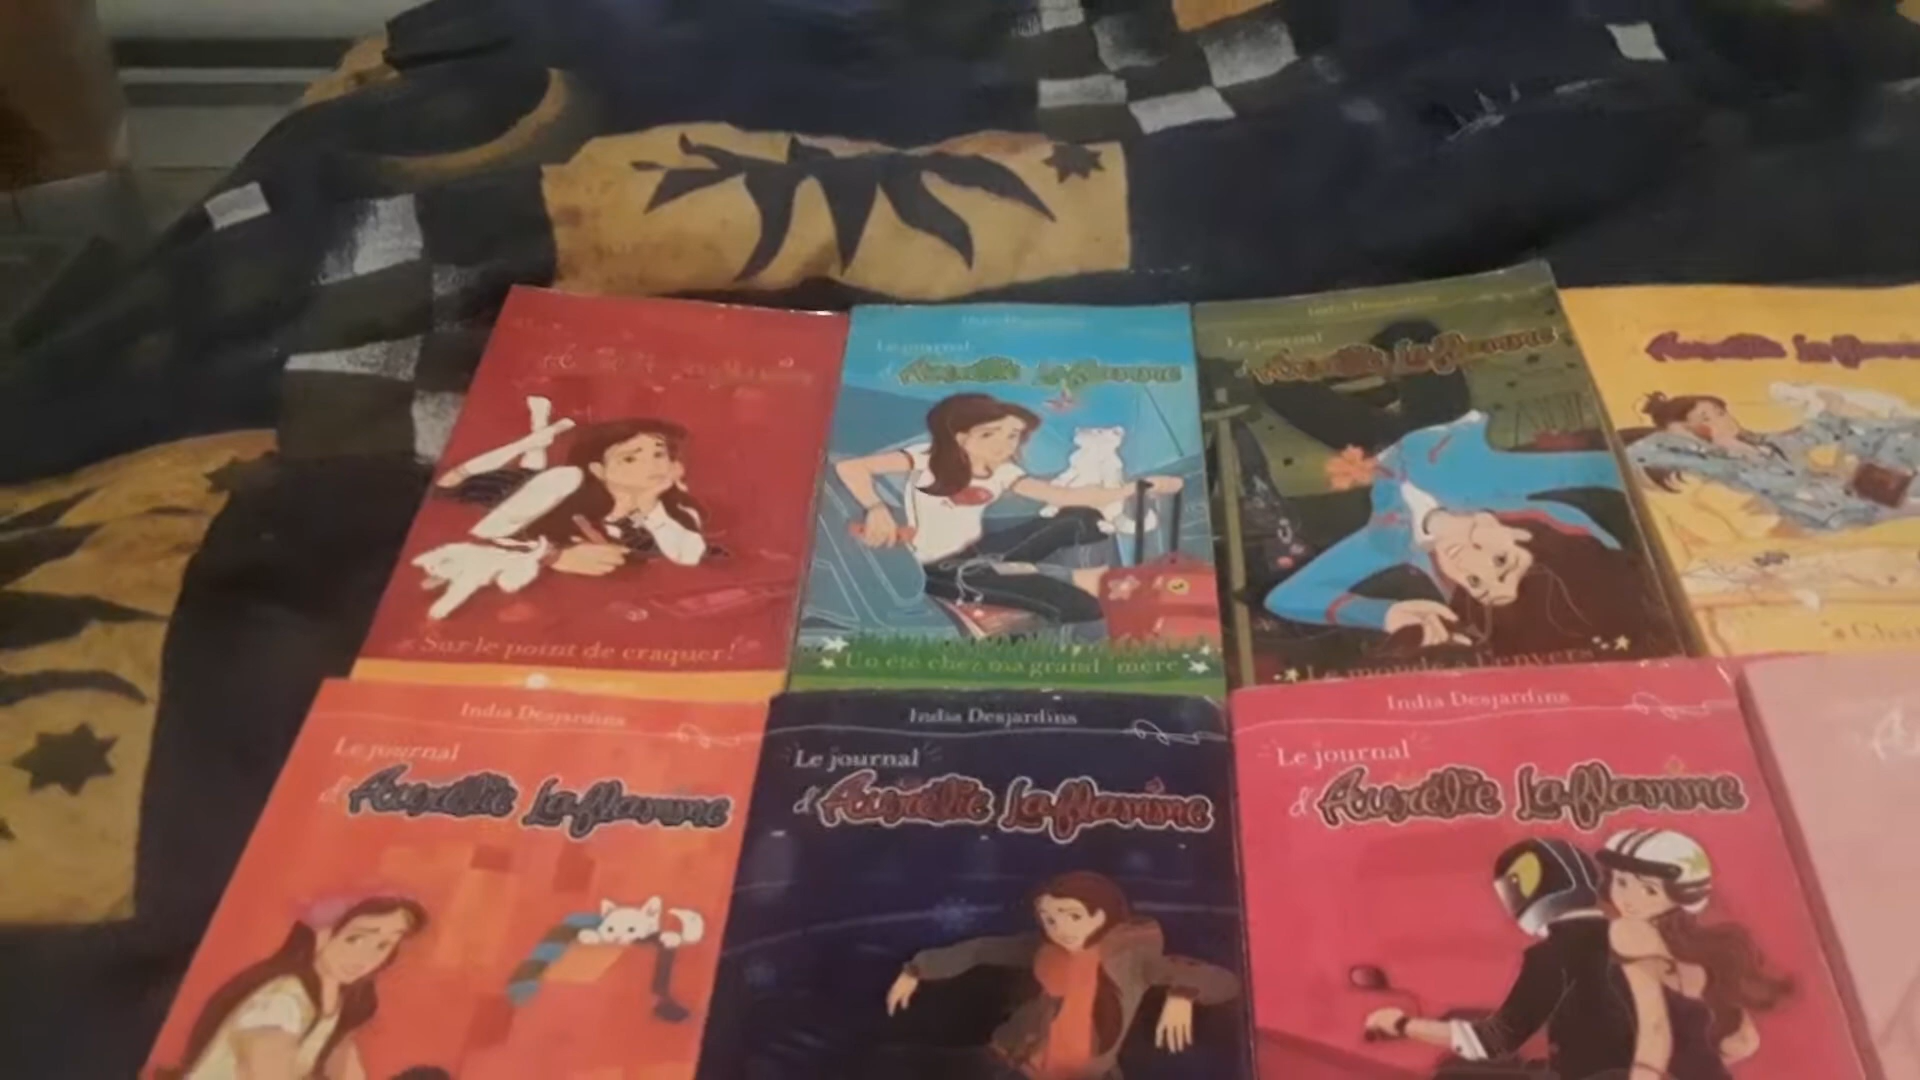 Sur le point de craquer!
Le journal
d'Aurélie Laflamme
Un été chez ma grand-mère
India Desjardins
Le journal
d'Aurélie Laflamme
Le monde à l'envers
Aurélie Laflamme
India Desjardins
Le journal
d'Aurélie Laflamme
India Desjardins
Le journal
d'Aurélie Laflamme
India Desjardins
Le journal
d'Aurélie Laflamme